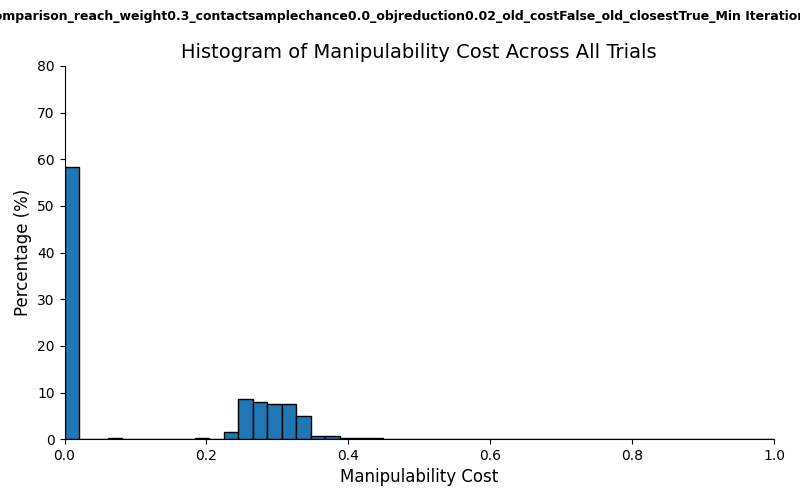 omparison_reach_weight0.3_contactsamplechance0.0_objreduction0.02_old_costFalse_old_closestTrue_Min Iteration
Histogram of Manipulability Cost Across All Trials
80
70
60
50
40
30
20
10
0
Percentage (%)
0.0 0.2 0.4 0.6 0.8 1.0
Manipulability Cost